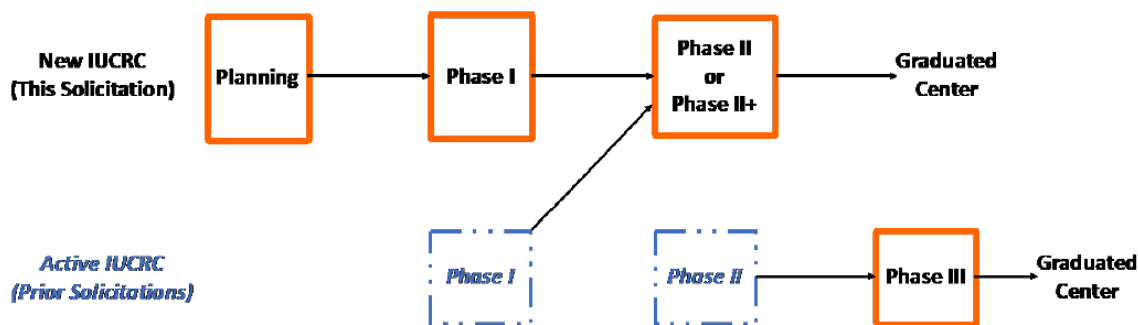 New IUCRC
(This Solicitation)
Planning
Phase I
Phase II
or
Phase II+
Graduated
Center
Active IUCRC
(Prior Solicitations)
Phase I
Phase II
Phase III
Graduated
Center